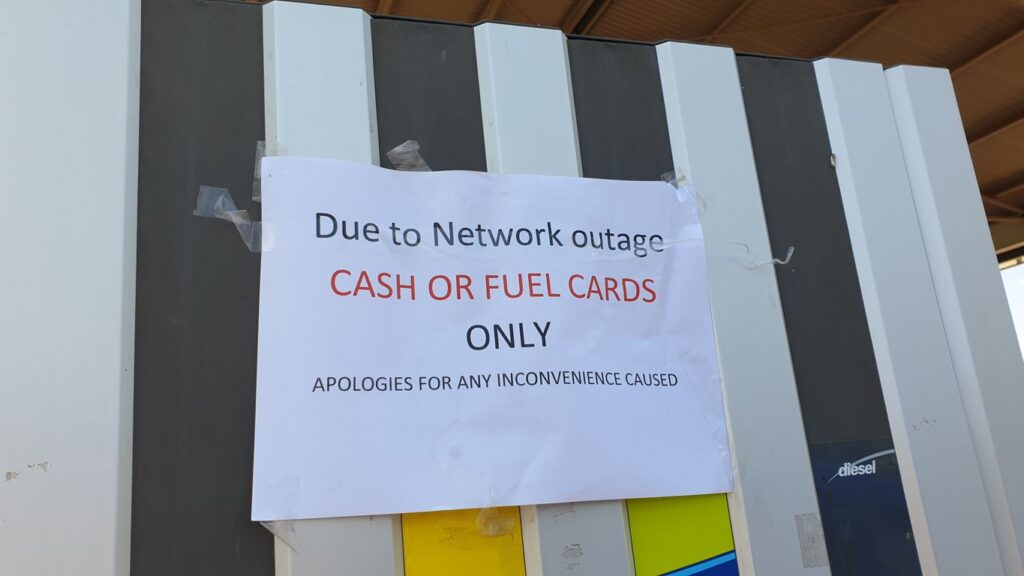 Due to Network outage
CASH OR FUEL CARDS
ONLY
APOLOGIES FOR ANY INCONVENIENCE CAUSED
diesel